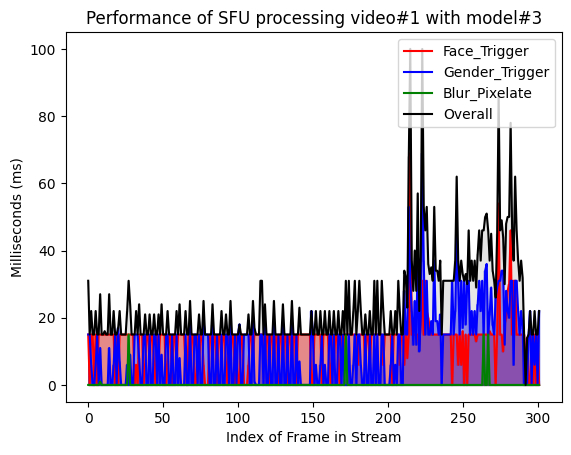 Performance of SFU processing video#1 with model#3
Face_Trigger
Gender_Trigger
Blur_Pixelate
Overall
Milliseconds (ms)
100
80
60
40
20
0
0
50
100
150
200
250
300
Index of Frame in Stream